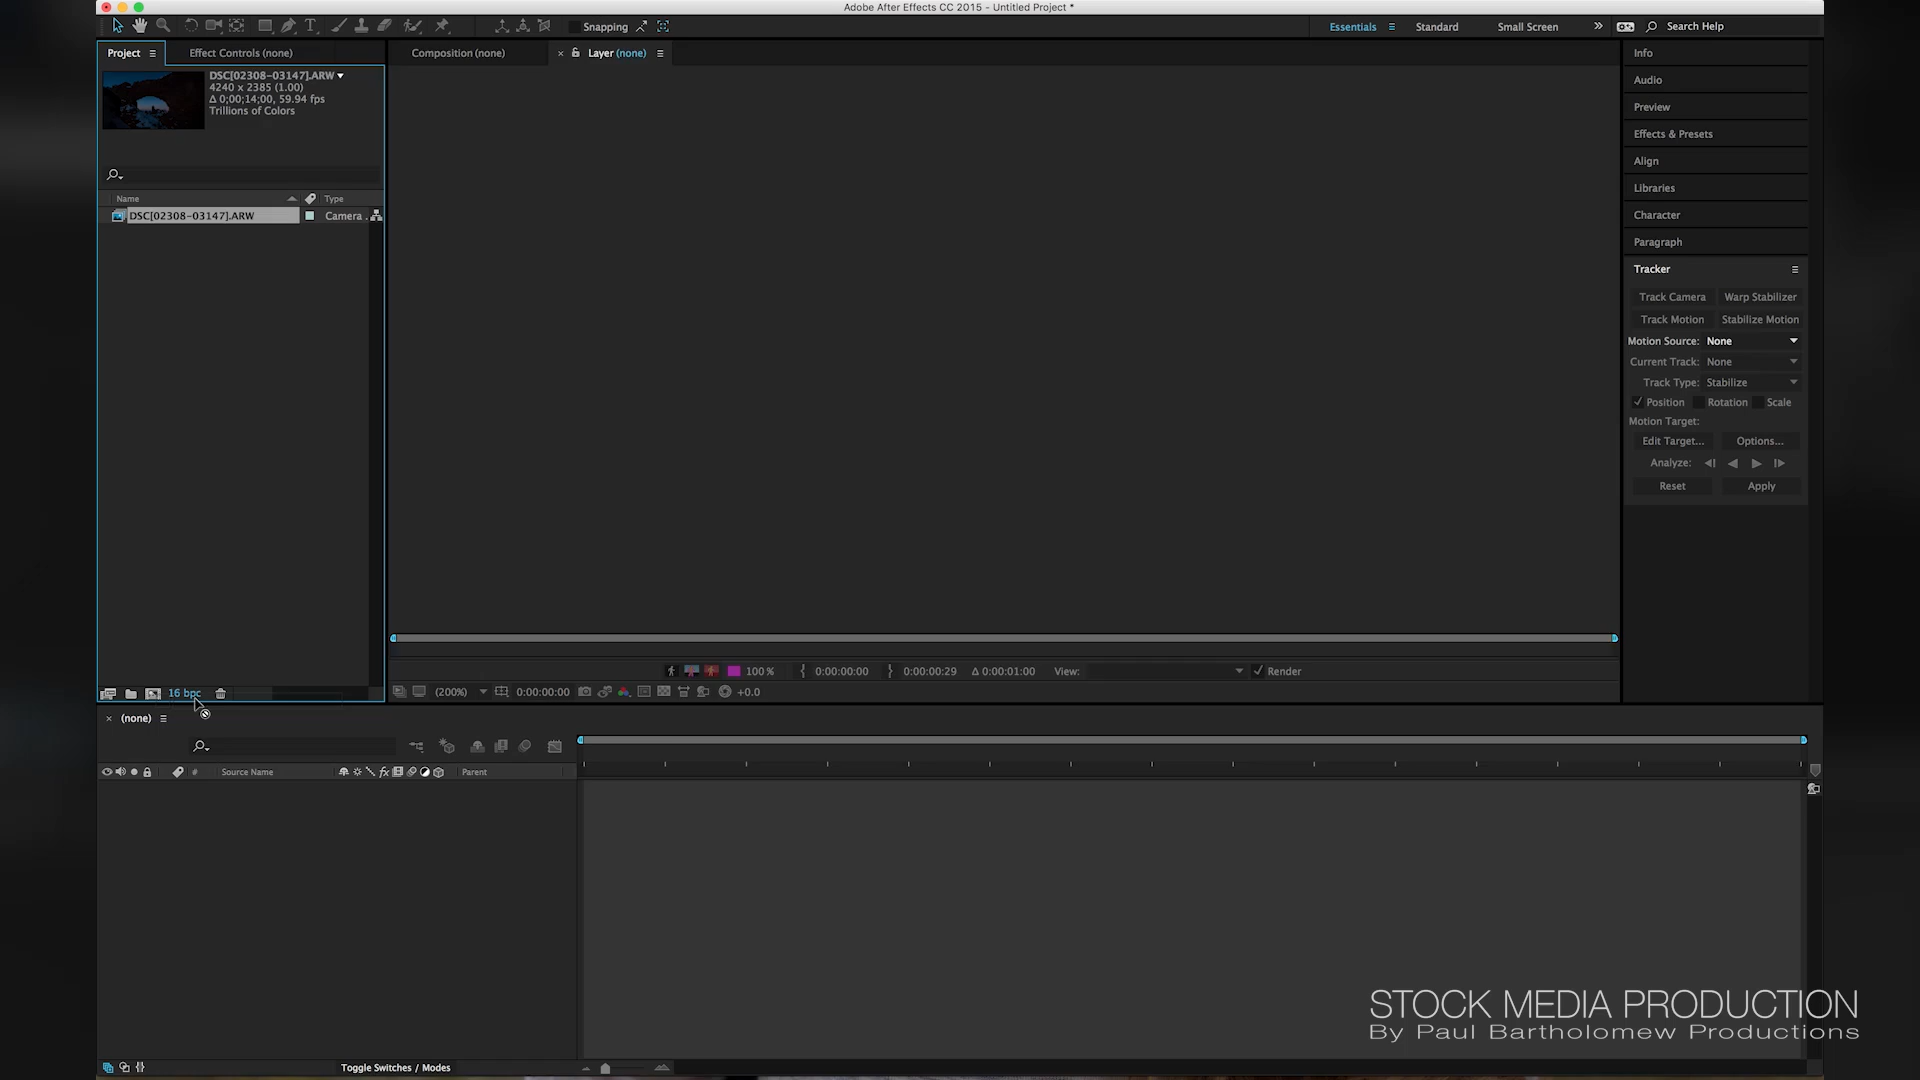 Adobe After Effects CC 2015 - Untitled Project *
Snapping
Essentials
Standard
Small Screen
Search Help
Project
Effect Controls (none)
Composition (none)
Layer (none)
DSC[02308-03147].ARW
4240 x 2385 (1.00)
Δ 0;00;14;00, 59.94 fps
Trillions of Colors
Name
Type
DSC[02308-03147].ARW
Camera
Info
Audio
Preview
Effects & Presets
Align
Libraries
Character
Paragraph
Tracker
Track Camera
Warp Stabilizer
Track Motion
Stabilize Motion
Motion Source: None
Current Track: None
Track Type: Stabilize
Position Rotation Scale
Motion Target:
Edit Target...
Options...
Analyze:
Reset
Apply
100 %
0:00:00:00
0:00:00:29
Δ 0:00:01:00
View:
Render
16 bpc
(200%)
0:00:00:00
+0.0
(none)
#
Source Name
fx
Parent
Toggle Switches / Modes
STOCK MEDIA PRODUCTION
By Paul Bartholomew Productions